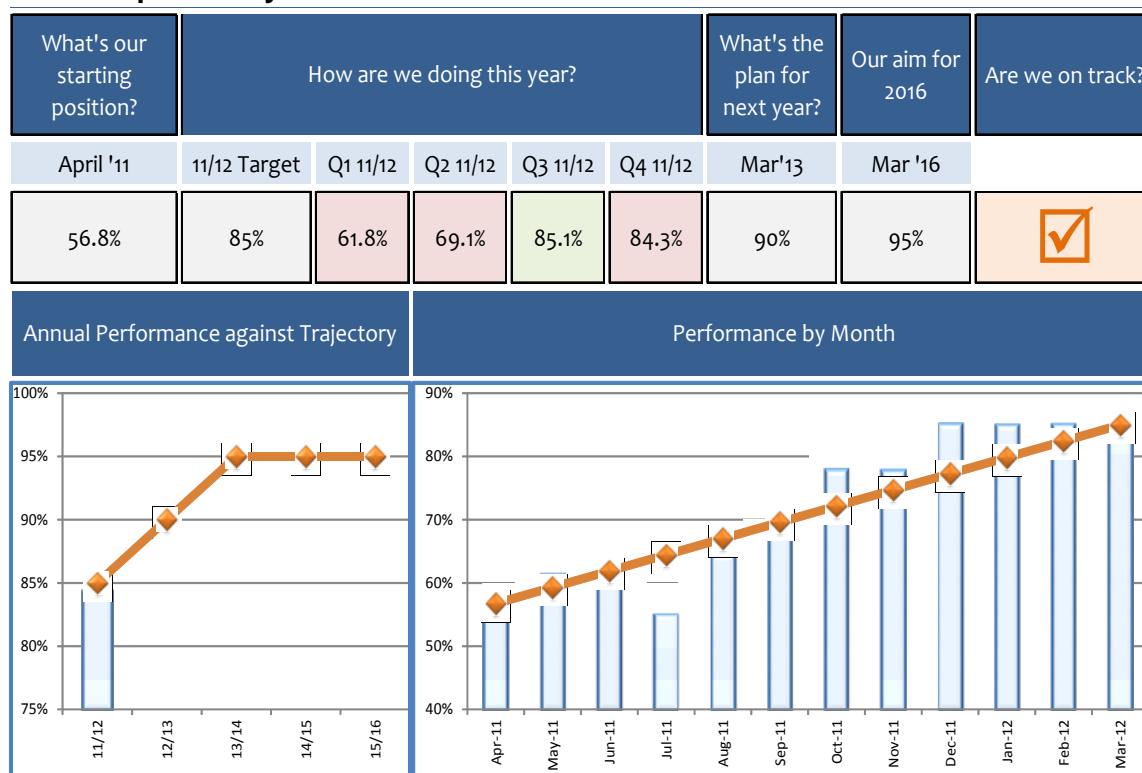 What's our starting position?
How are we doing this year?
What's the plan for next year?
Our aim for 2016
Are we on track?
April '11
11/12 Target
Q1 11/12
Q2 11/12
Q3 11/12
Q4 11/12
Mar'13
Mar '16
56.8%
85%
61.8%
69.1%
85.1%
84.3%
90%
95%
Annual Performance against Trajectory
Performance by Month
100%
95%
90%
85%
80%
75%
11/12
12/13
13/14
14/15
15/16
90%
80%
70%
60%
50%
40%
Apr-11
May-11
Jun-11
Jul-11
Aug-11
Sep-11
Oct-11
Nov-11
Dec-11
Jan-12
Feb-12
Mar-12